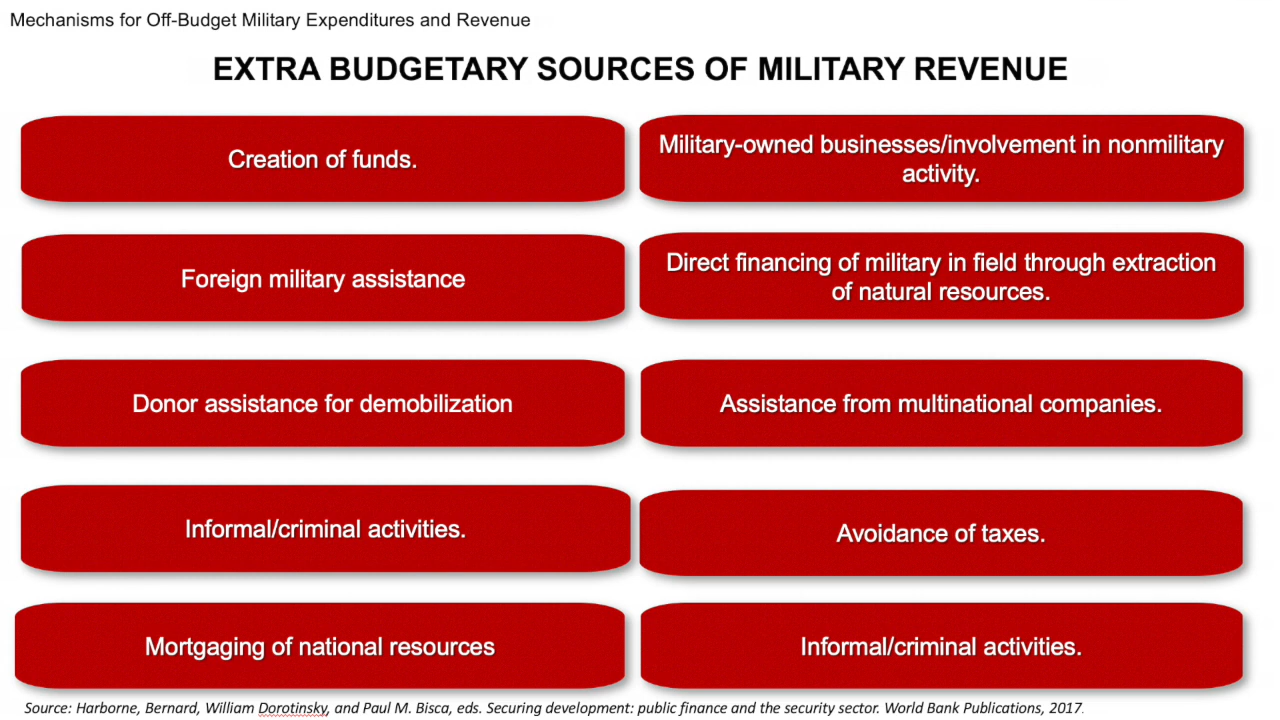 Mechanisms for Off-Budget Military Expenditures and Revenue
EXTRA BUDGETARY SOURCES OF MILITARY REVENUE
Creation of funds.
Military-owned businesses/involvement in nonmilitary
activity.
Foreign military assistance
Direct financing of military in field through extraction
of natural resources.
Donor assistance for demobilization
Assistance from multinational companies.
Informal/criminal activities.
Avoidance of taxes.
Mortgaging of national resources
Informal/criminal activities.
Source: Harborne, Bernard, William Dorotinsky, and Paul M. Bisca, eds. Securing development: public finance and the security sector. World Bank Publications, 2017.